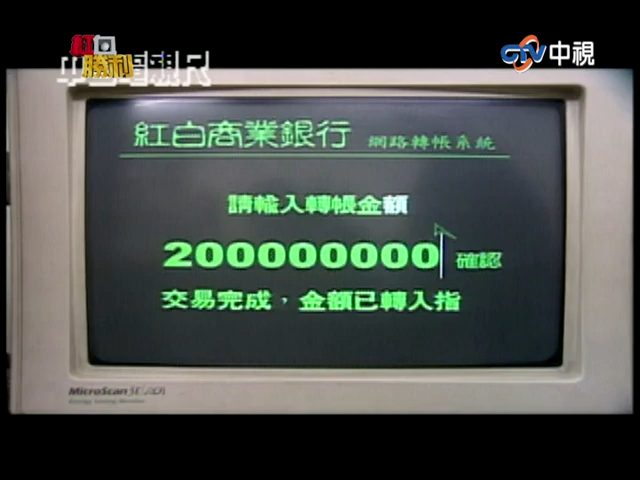 紅白勝利
CTV中視
紅白商業銀行 網路轉帳系統
請輸入轉帳金額
200000000 確認
交易完成，金額已轉入指
MicroScan